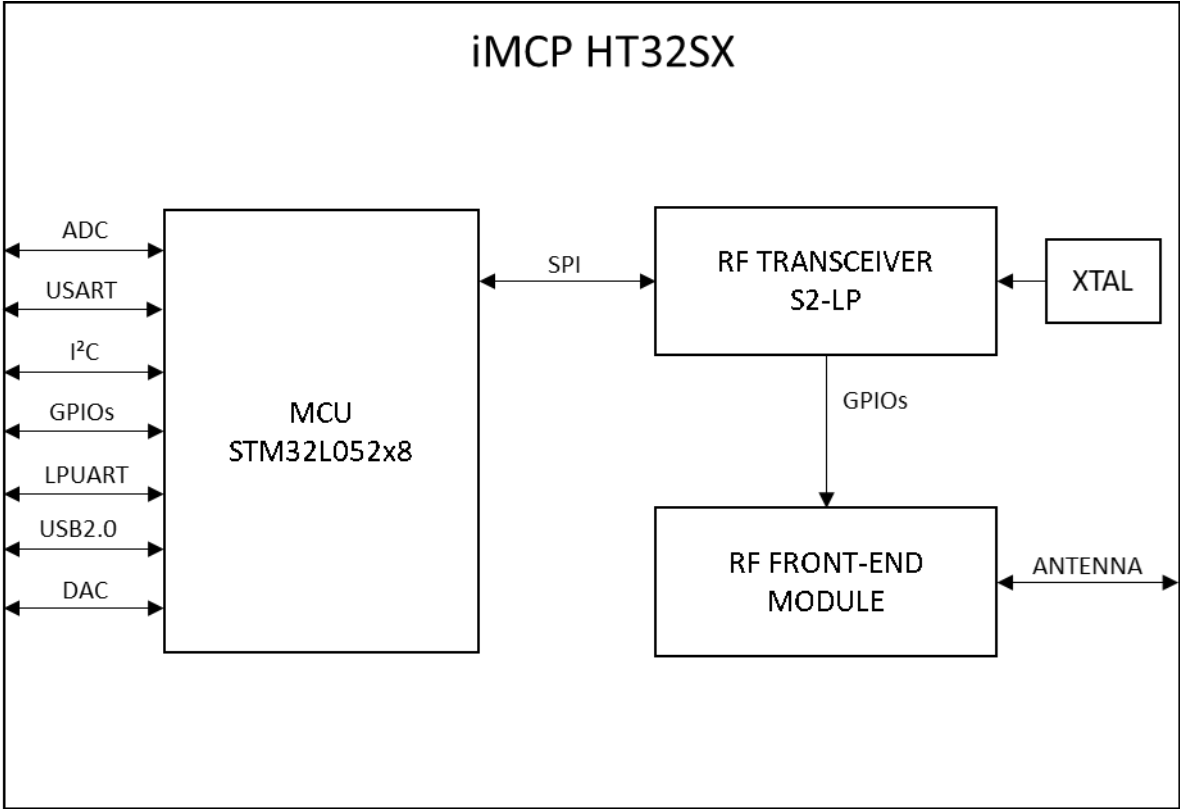 iMCP HT32SX
ADC
USART
I²C
GPIOs
LPUART
USB2.0
DAC
MCU
STM32L052x8
SPI
RF TRANSCEIVER
S2-LP
XTAL
GPIOs
RF FRONT-END
MODULE
ANTENNA